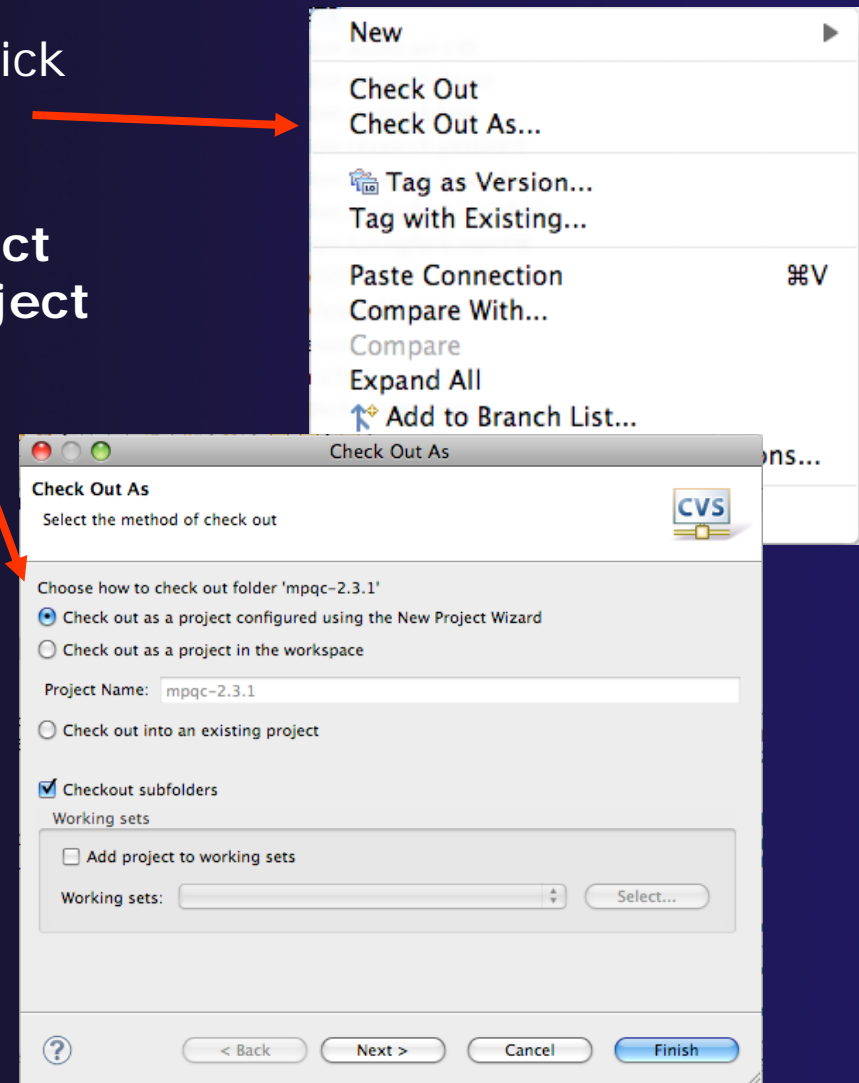 ick
ct
ject
New
Check Out
Check Out As...
Tag as Version...
Tag with Existing...
Paste Connection ⌘V
Compare With...
Compare
Expand All
Add to Branch List...
ons...
Check Out As
Check Out As
Select the method of check out
CVS
Choose how to check out folder 'mpqc-2.3.1'
Check out as a project configured using the New Project Wizard
Check out as a project in the workspace
Project Name: mpqc-2.3.1
Check out into an existing project
Checkout subfolders
Working sets
Add project to working sets
Working sets: Select...
? < Back Next > Cancel Finish